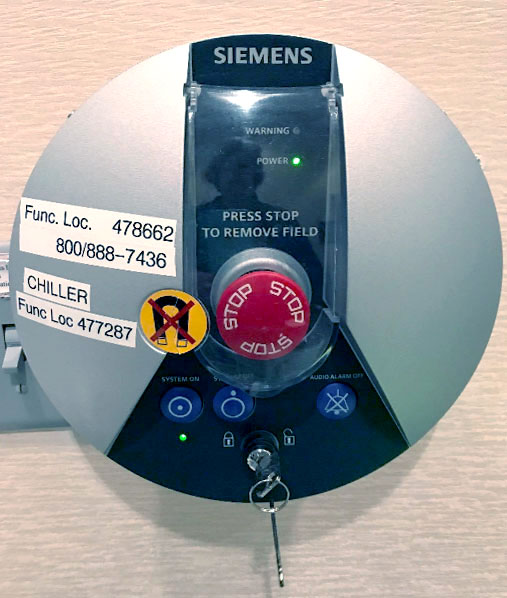 SIEMENS
WARNING
POWER
PRESS STOP
TO REMOVE FIELD
Func. Loc. 478662
800/888-7436
CHILLER
Func Loc 477287
STOP STOP STOP
SYSTEM ON
AUDIO ALARM OFF